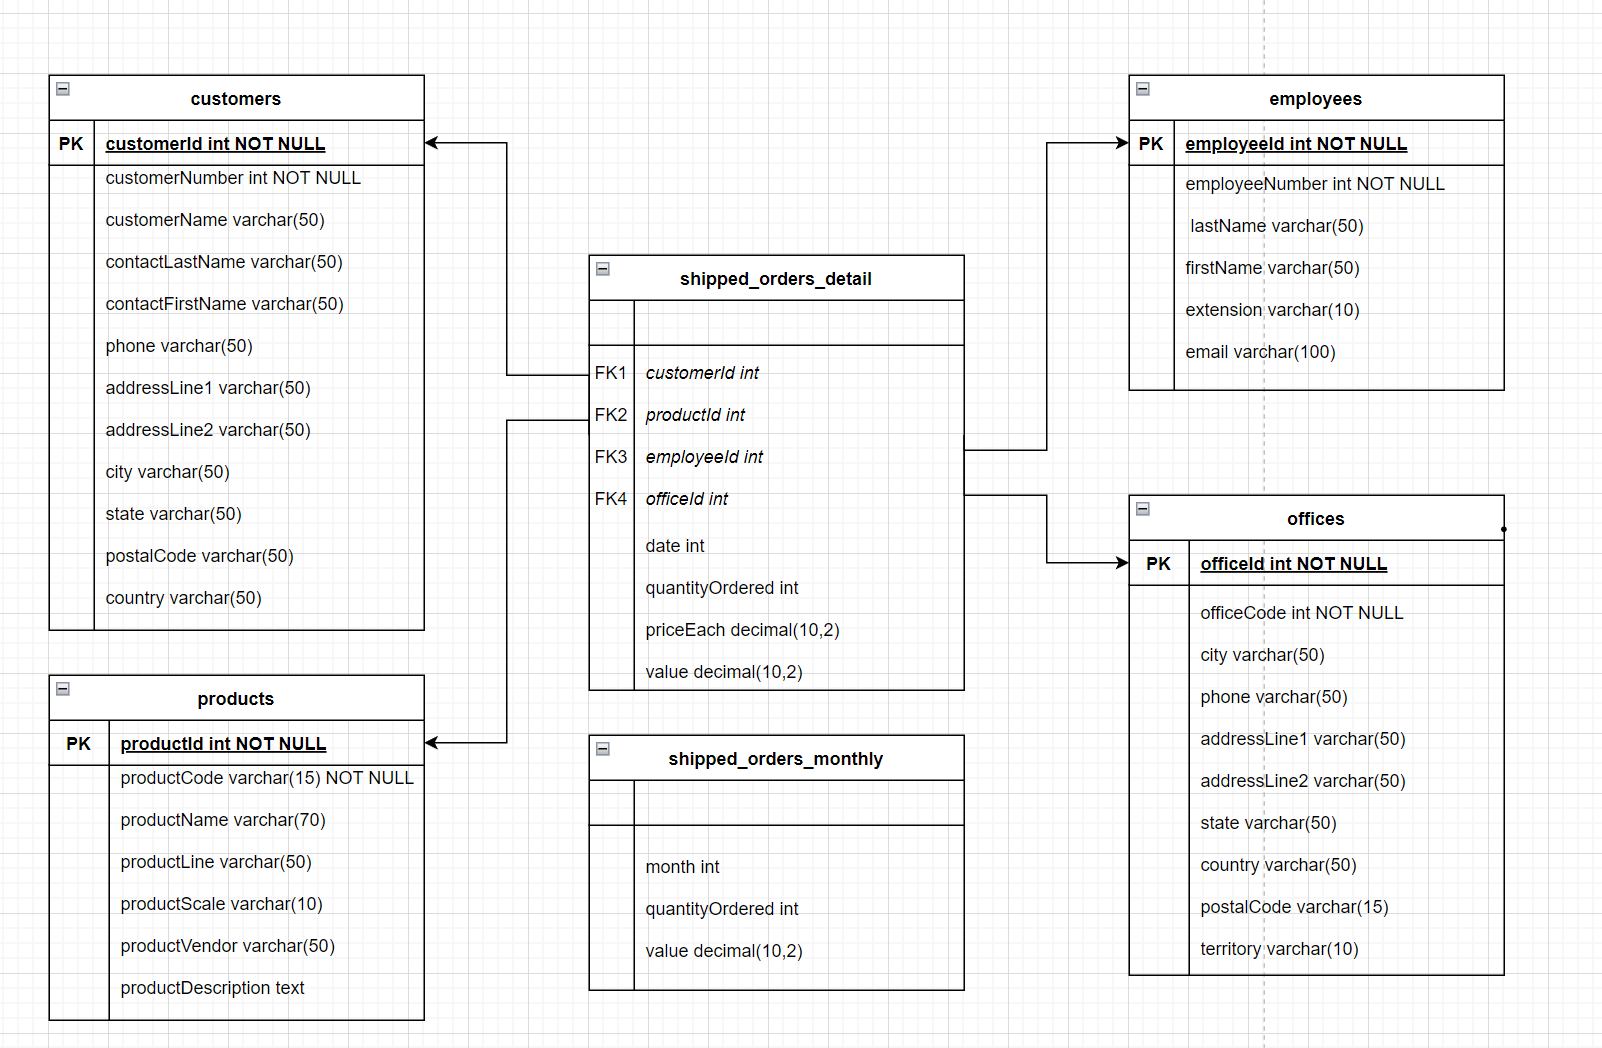 customers
PK customerId int NOT NULL
customerNumber int NOT NULL
customerName varchar(50)
contactLastName varchar(50)
contactFirstName varchar(50)
phone varchar(50)
addressLine1 varchar(50)
addressLine2 varchar(50)
city varchar(50)
state varchar(50)
postalCode varchar(50)
country varchar(50)
products
PK productId int NOT NULL
productCode varchar(15) NOT NULL
productName varchar(70)
productLine varchar(50)
productScale varchar(10)
productVendor varchar(50)
productDescription text
shipped_orders_detail
FK1 customerId int
FK2 productId int
FK3 employeeId int
FK4 officeId int
date int
quantityOrdered int
priceEach decimal(10,2)
value decimal(10,2)
shipped_orders_monthly
month int
quantityOrdered int
value decimal(10,2)
employees
PK employeeId int NOT NULL
employeeNumber int NOT NULL
lastName varchar(50)
firstName varchar(50)
extension varchar(10)
email varchar(100)
offices
PK officeId int NOT NULL
officeCode int NOT NULL
city varchar(50)
phone varchar(50)
addressLine1 varchar(50)
addressLine2 varchar(50)
state varchar(50)
country varchar(50)
postalCode varchar(15)
territory varchar(10)